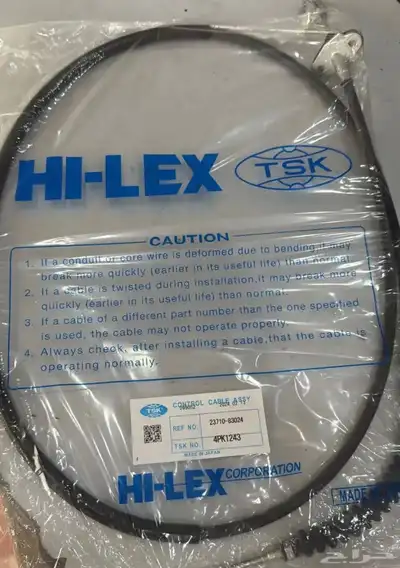 HI-LEX TSK
CAUTION
1. If a conduit or core wire is deformed due to bending it may
break more quickly (earlier in its useful life) than normal.
2. If a cable is twisted during installation, it may break more
quickly (earlier in its useful life) than normal.
3. If a cable of a different part number than the one specified
is used, the cable may not operate properly.
4. Always check, after installing a cable, that the cable is
operating normally.
TSK CONTROL CABLE ASSY
REF NO. 23710-63024
TSK NO. 4PK1243
MADE IN JAPAN
HI-LEX CORPORATION
MADE
حراج